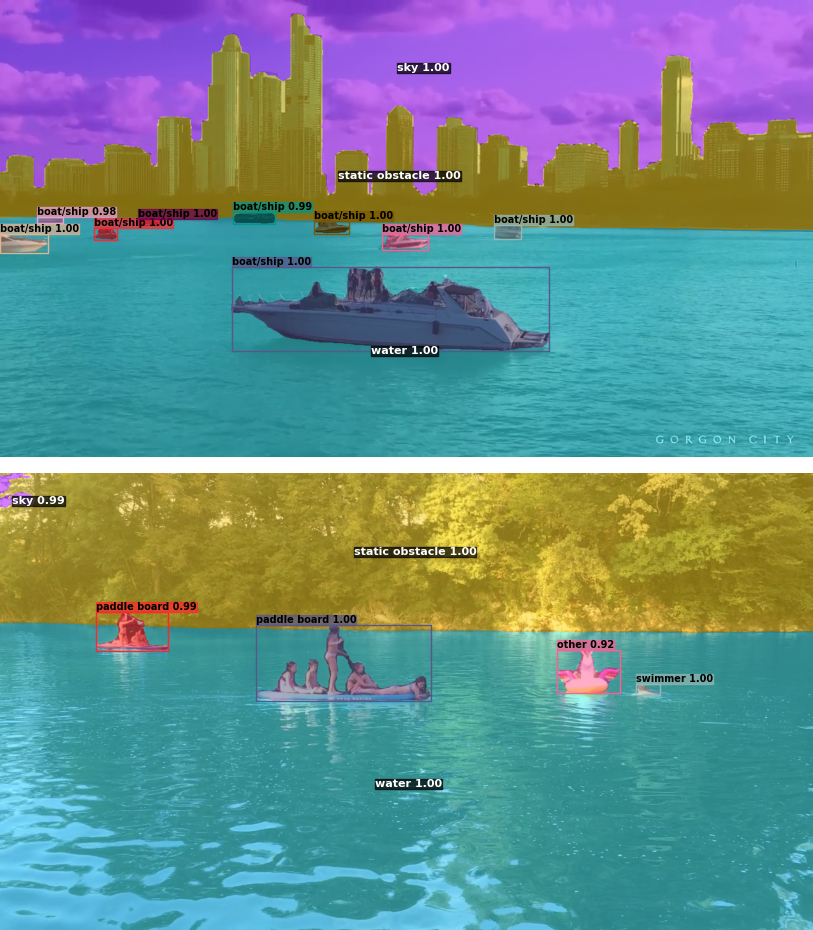 sky 1.00
static obstacle 1.00
boat/ship 0.98
boat/ship 1.00
boat/ship 0.99
boat/ship 1.00
boat/ship 1.00
boat/ship 1.00
boat/ship 1.00
boat/ship 1.00
boat/ship 1.00
water 1.00
GORGON CITY
sky 0.99
static obstacle 1.00
paddle board 0.99
paddle board 1.00
other 0.92
swimmer 1.00
water 1.00